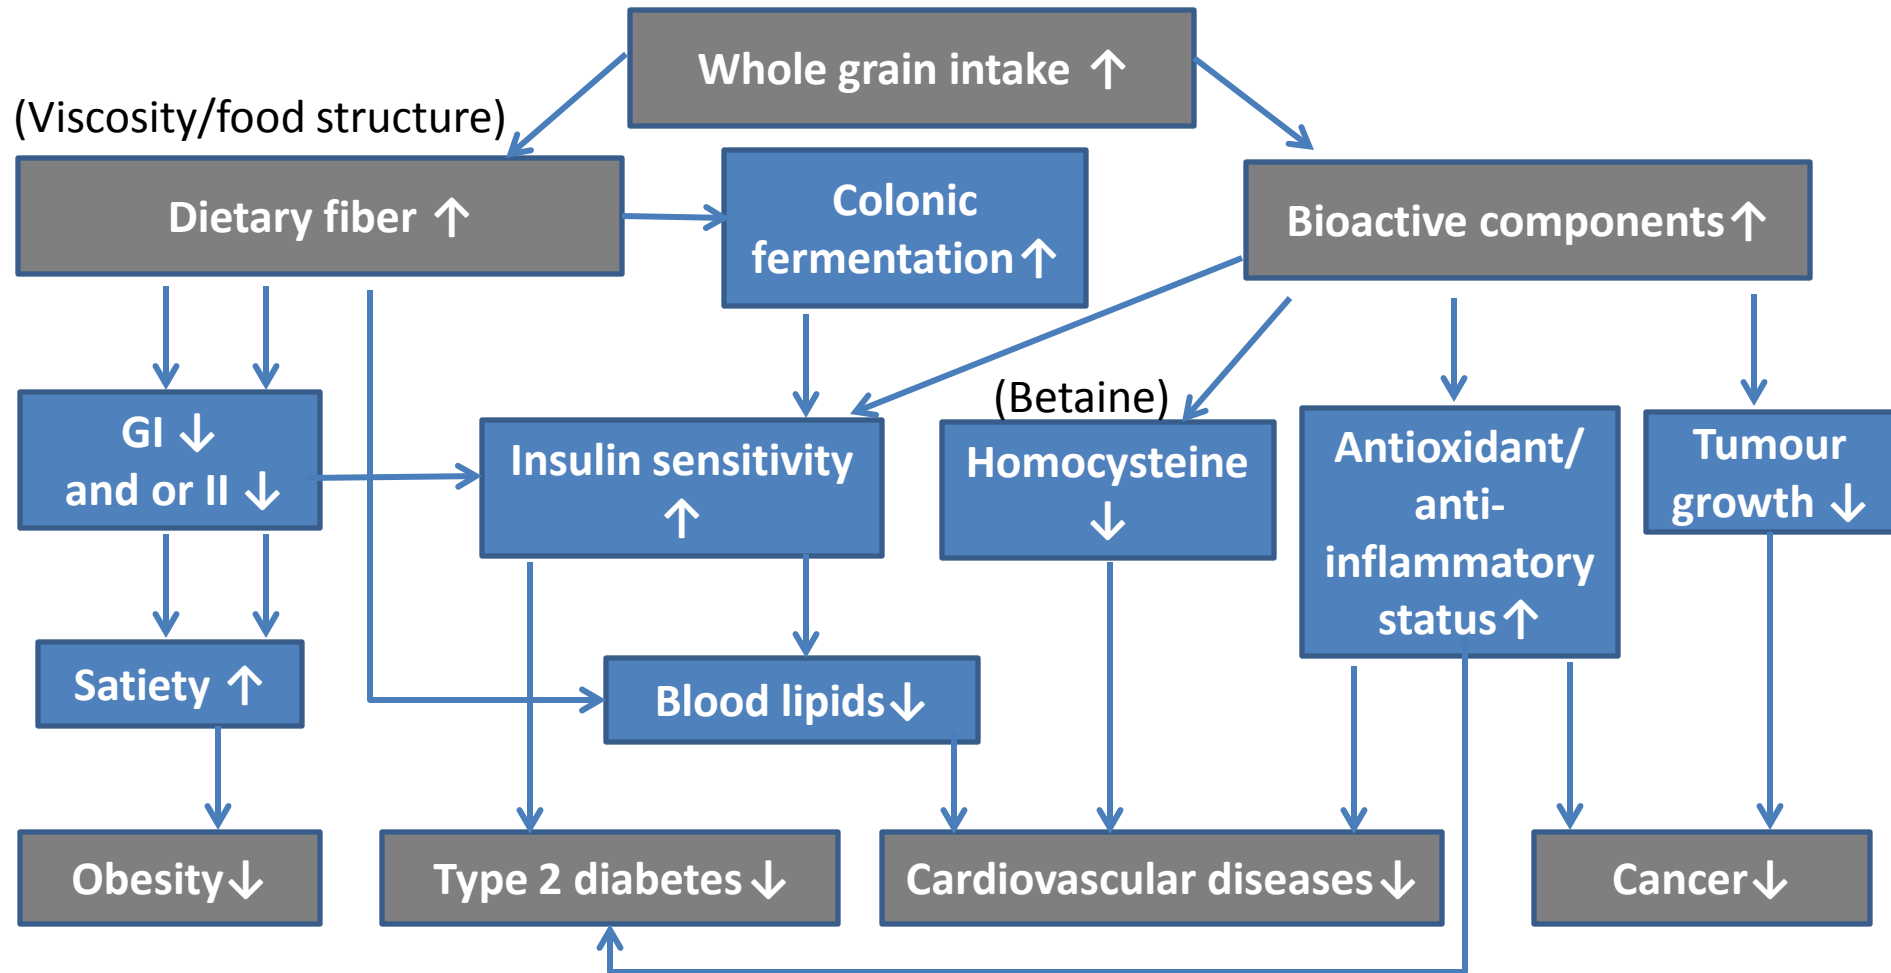 Whole grain intake ↑
(Viscosity/food structure)
Dietary fiber ↑
Colonic
fermentation↑
Bioactive components↑
GI ↓
and or II ↓
Insulin sensitivity
↑
(Betaine)
Homocysteine
↓
Antioxidant/
anti-
inflammatory
status↑
Tumour
growth ↓
Satiety ↑
Blood lipids↓
Obesity↓
Type 2 diabetes↓
Cardiovascular diseases↓
Cancer↓